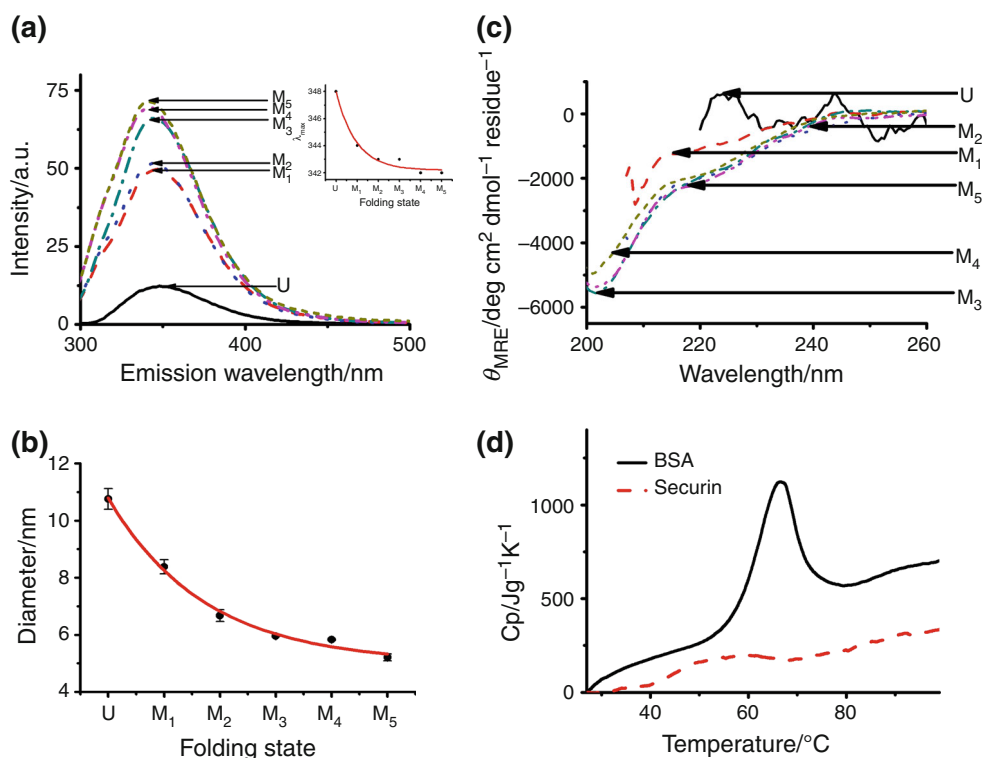 (a)
75
50
25
0
Intensity/a.u.
300
400
500
Emission wavelength/nm
M5
M4
M3
M2
M1
U
348
346
344
342
λmax
U
M1
M2
M3
M4
M5
Folding state
(c)
0
−2000
−4000
−6000
θMRE/deg cm² dmol⁻¹ residue⁻¹
200
220
240
260
Wavelength/nm
U
M2
M1
M5
M4
M3
(b)
12
10
8
6
4
Diameter/nm
U
M1
M2
M3
M4
M5
Folding state
(d)
BSA
Securin
1000
500
0
Cp/Jg⁻¹K⁻¹
40
60
80
Temperature/°C